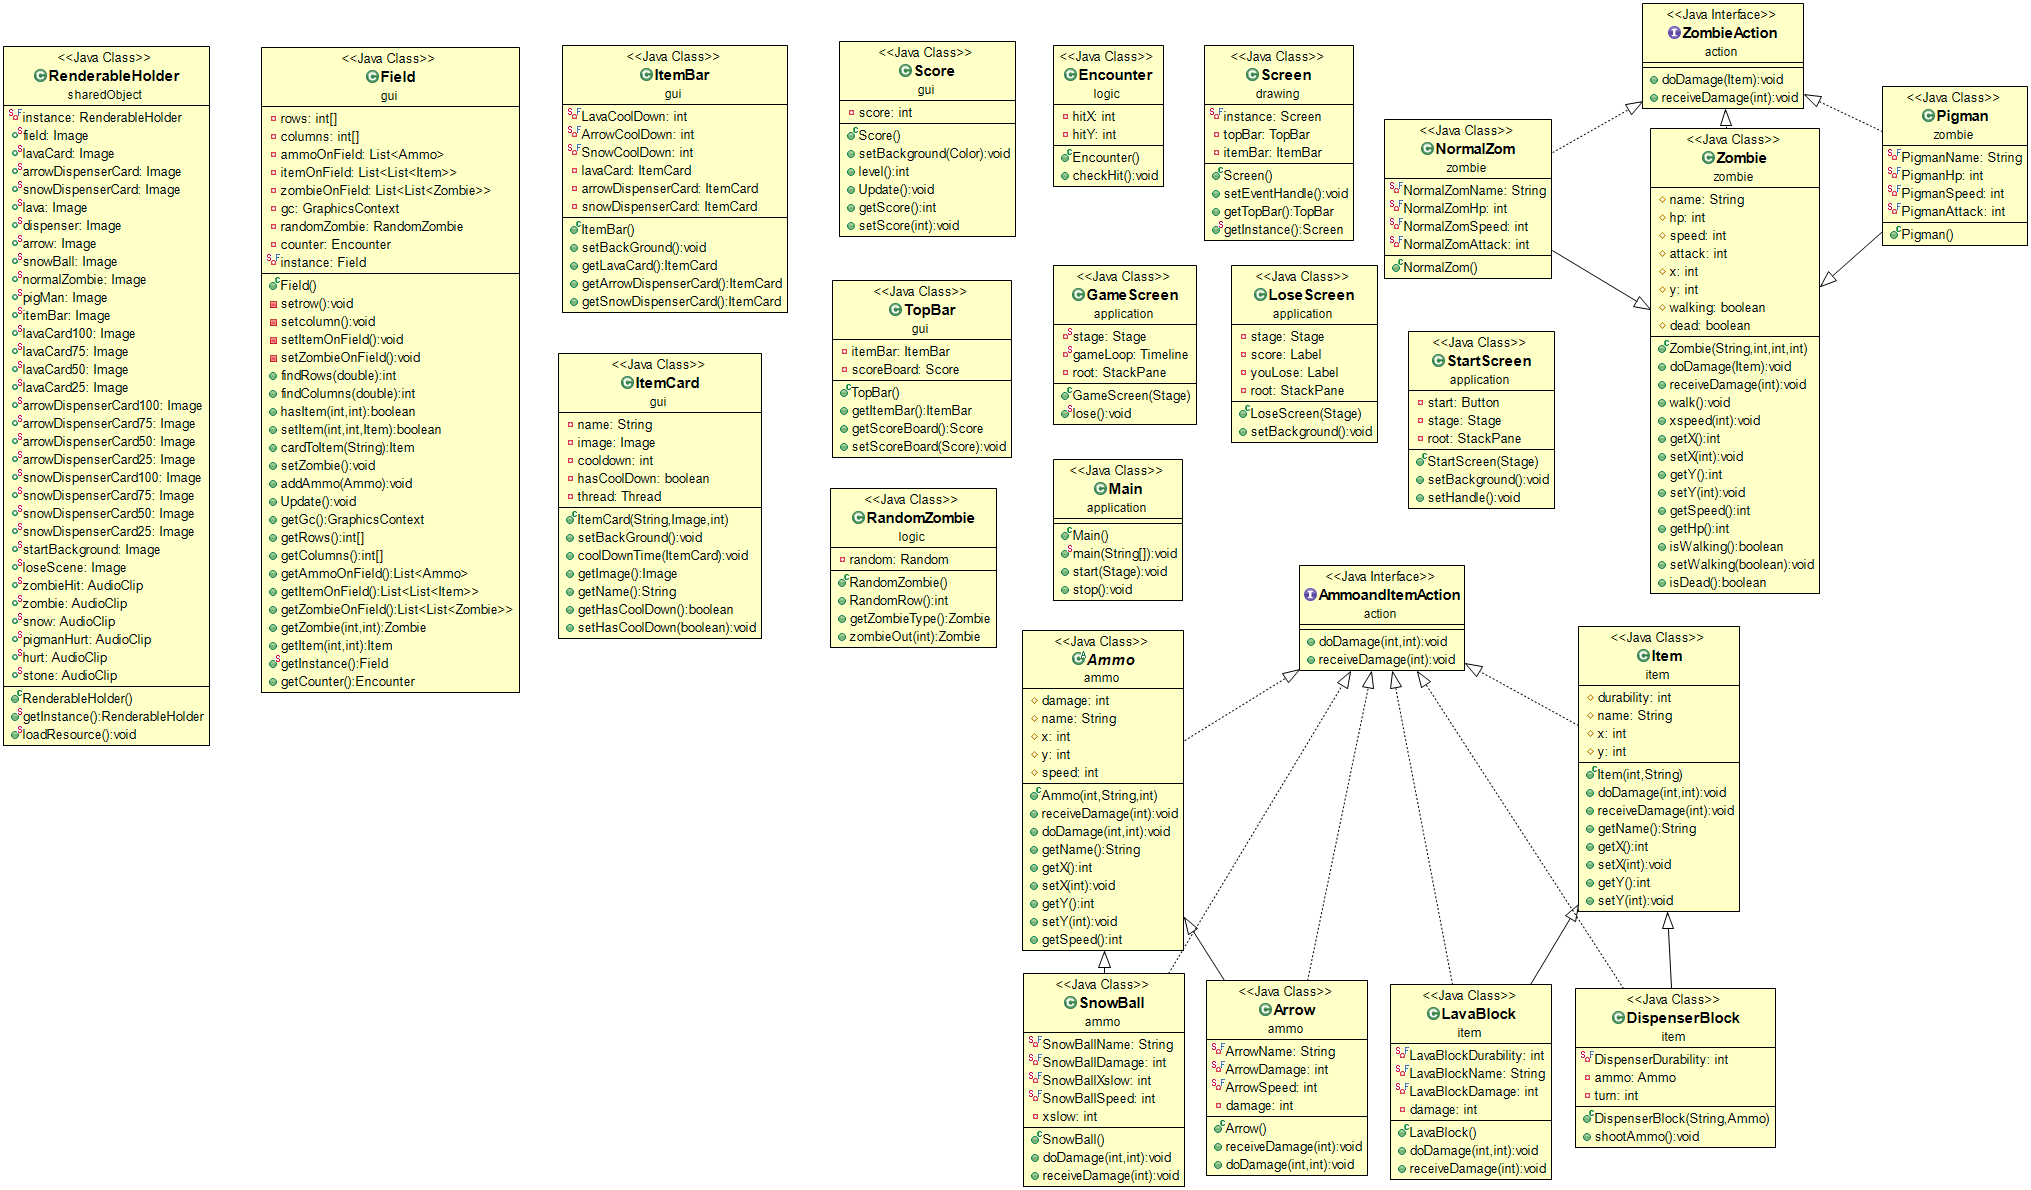 <<Java Class>>
RenderableHolder
sharedObject
instance: RenderableHolder
field: Image
lavaCard: Image
arrowDispenserCard: Image
snowDispenserCard: Image
lava: Image
dispenser: Image
arrow: Image
snowBall: Image
normalZombie: Image
pigMan: Image
itemBar: Image
lavaCard100: Image
lavaCard75: Image
lavaCard50: Image
lavaCard25: Image
arrowDispenserCard100: Image
arrowDispenserCard75: Image
arrowDispenserCard50: Image
arrowDispenserCard25: Image
snowDispenserCard100: Image
snowDispenserCard75: Image
snowDispenserCard50: Image
snowDispenserCard25: Image
startBackground: Image
loseScene: Image
zombieHit: AudioClip
zombie: AudioClip
snow: AudioClip
pigmanHurt: AudioClip
hurt: AudioClip
stone: AudioClip
RenderableHolder()
getInstance():RenderableHolder
loadResource():void
<<Java Class>>
Field
gui
rows: int[]
columns: int[]
ammoOnField: List<Ammo>
itemOnField: List<List<Item>>
zombieOnField: List<List<Zombie>>
gc: GraphicsContext
randomZombie: RandomZombie
counter: Encounter
instance: Field
Field()
setrow():void
setcolumn():void
setItemOnField():void
setZombieOnField():void
findRows(double):int
findColumns(double):int
hasItem(int,int):boolean
setItem(int,int,Item):boolean
cardToItem(String):Item
setZombie():void
addAmmo(Ammo):void
Update():void
getGc():GraphicsContext
getRows():int[]
getColumns():int[]
getAmmoOnField():List<Ammo>
getItemOnField():List<List<Item>>
getZombieOnField():List<List<Zombie>>
getZombie(int,int):Zombie
getItem(int,int):Item
getInstance():Field
getCounter():Encounter
<<Java Class>>
ItemBar
gui
LavaCoolDown: int
ArrowCoolDown: int
SnowCoolDown: int
lavaCard: ItemCard
arrowDispenserCard: ItemCard
snowDispenserCard: ItemCard
ItemBar()
setBackGround():void
getLavaCard():ItemCard
getArrowDispenserCard():ItemCard
getSnowDispenserCard():ItemCard
<<Java Class>>
ItemCard
gui
name: String
image: Image
cooldown: int
hasCoolDown: boolean
thread: Thread
ItemCard(String,Image,int)
setBackGround():void
coolDownTime(ItemCard):void
getImage():Image
getName():String
getHasCoolDown():boolean
setHasCoolDown(boolean):void
<<Java Class>>
Score
gui
score: int
Score()
setBackground(Color):void
level():int
Update():void
getScore():int
setScore(int):void
<<Java Class>>
TopBar
gui
itemBar: ItemBar
scoreBoard: Score
TopBar()
getItemBar():ItemBar
getScoreBoard():Score
setScoreBoard(Score):void
<<Java Class>>
RandomZombie
logic
random: Random
RandomZombie()
RandomRow():int
getZombieType():Zombie
zombieOut(int):Zombie
<<Java Class>>
Encounter
logic
hitX: int
hitY: int
Encounter()
checkHit():void
<<Java Class>>
Screen
drawing
instance: Screen
topBar: TopBar
itemBar: ItemBar
Screen()
setEventHandle():void
getTopBar():TopBar
getInstance():Screen
<<Java Class>>
GameScreen
application
stage: Stage
gameLoop: Timeline
root: StackPane
GameScreen(Stage)
lose():void
<<Java Class>>
LoseScreen
application
stage: Stage
score: Label
youLose: Label
root: StackPane
LoseScreen(Stage)
setBackground():void
<<Java Class>>
Main
application
Main()
main(String[]):void
start(Stage):void
stop():void
<<Java Class>>
StartScreen
application
start: Button
stage: Stage
root: StackPane
StartScreen(Stage)
setBackground():void
setHandle():void
<<Java Interface>>
ZombieAction
action
doDamage(Item):void
receiveDamage(int):void
<<Java Class>>
NormalZom
zombie
NormalZomName: String
NormalZomHp: int
NormalZomSpeed: int
NormalZomAttack: int
NormalZom()
<<Java Class>>
Zombie
zombie
name: String
hp: int
speed: int
attack: int
x: int
y: int
walking: boolean
dead: boolean
Zombie(String,int,int,int)
doDamage(Item):void
receiveDamage(int):void
walk():void
xspeed(int):void
getX():int
setX(int):void
getY():int
setY(int):void
getSpeed():int
getHp():int
isWalking():boolean
setWalking(boolean):void
isDead():boolean
<<Java Class>>
Pigman
zombie
PigmanName: String
PigmanHp: int
PigmanSpeed: int
PigmanAttack: int
Pigman()
<<Java Interface>>
AmmoandItemAction
action
doDamage(int,int):void
receiveDamage(int):void
<<Java Class>>
Ammo
ammo
damage: int
name: String
x: int
y: int
speed: int
Ammo(int,String,int)
receiveDamage(int):void
doDamage(int,int):void
getName():String
getX():int
setX(int):void
getY():int
setY(int):void
getSpeed():int
<<Java Class>>
Item
item
durability: int
name: String
x: int
y: int
Item(int,String)
doDamage(int,int):void
receiveDamage(int):void
getName():String
getX():int
setX(int):void
getY():int
setY(int):void
<<Java Class>>
SnowBall
ammo
SnowBallName: String
SnowBallDamage: int
SnowBallXslow: int
SnowBallSpeed: int
xslow: int
SnowBall()
doDamage(int,int):void
receiveDamage(int):void
<<Java Class>>
Arrow
ammo
ArrowName: String
ArrowDamage: int
ArrowSpeed: int
damage: int
Arrow()
receiveDamage(int):void
doDamage(int,int):void
<<Java Class>>
LavaBlock
item
LavaBlockDurability: int
LavaBlockName: String
LavaBlockDamage: int
damage: int
LavaBlock()
doDamage(int,int):void
receiveDamage(int):void
<<Java Class>>
DispenserBlock
item
DispenserDurability: int
ammo: Ammo
turn: int
DispenserBlock(String,Ammo)
shootAmmo():void